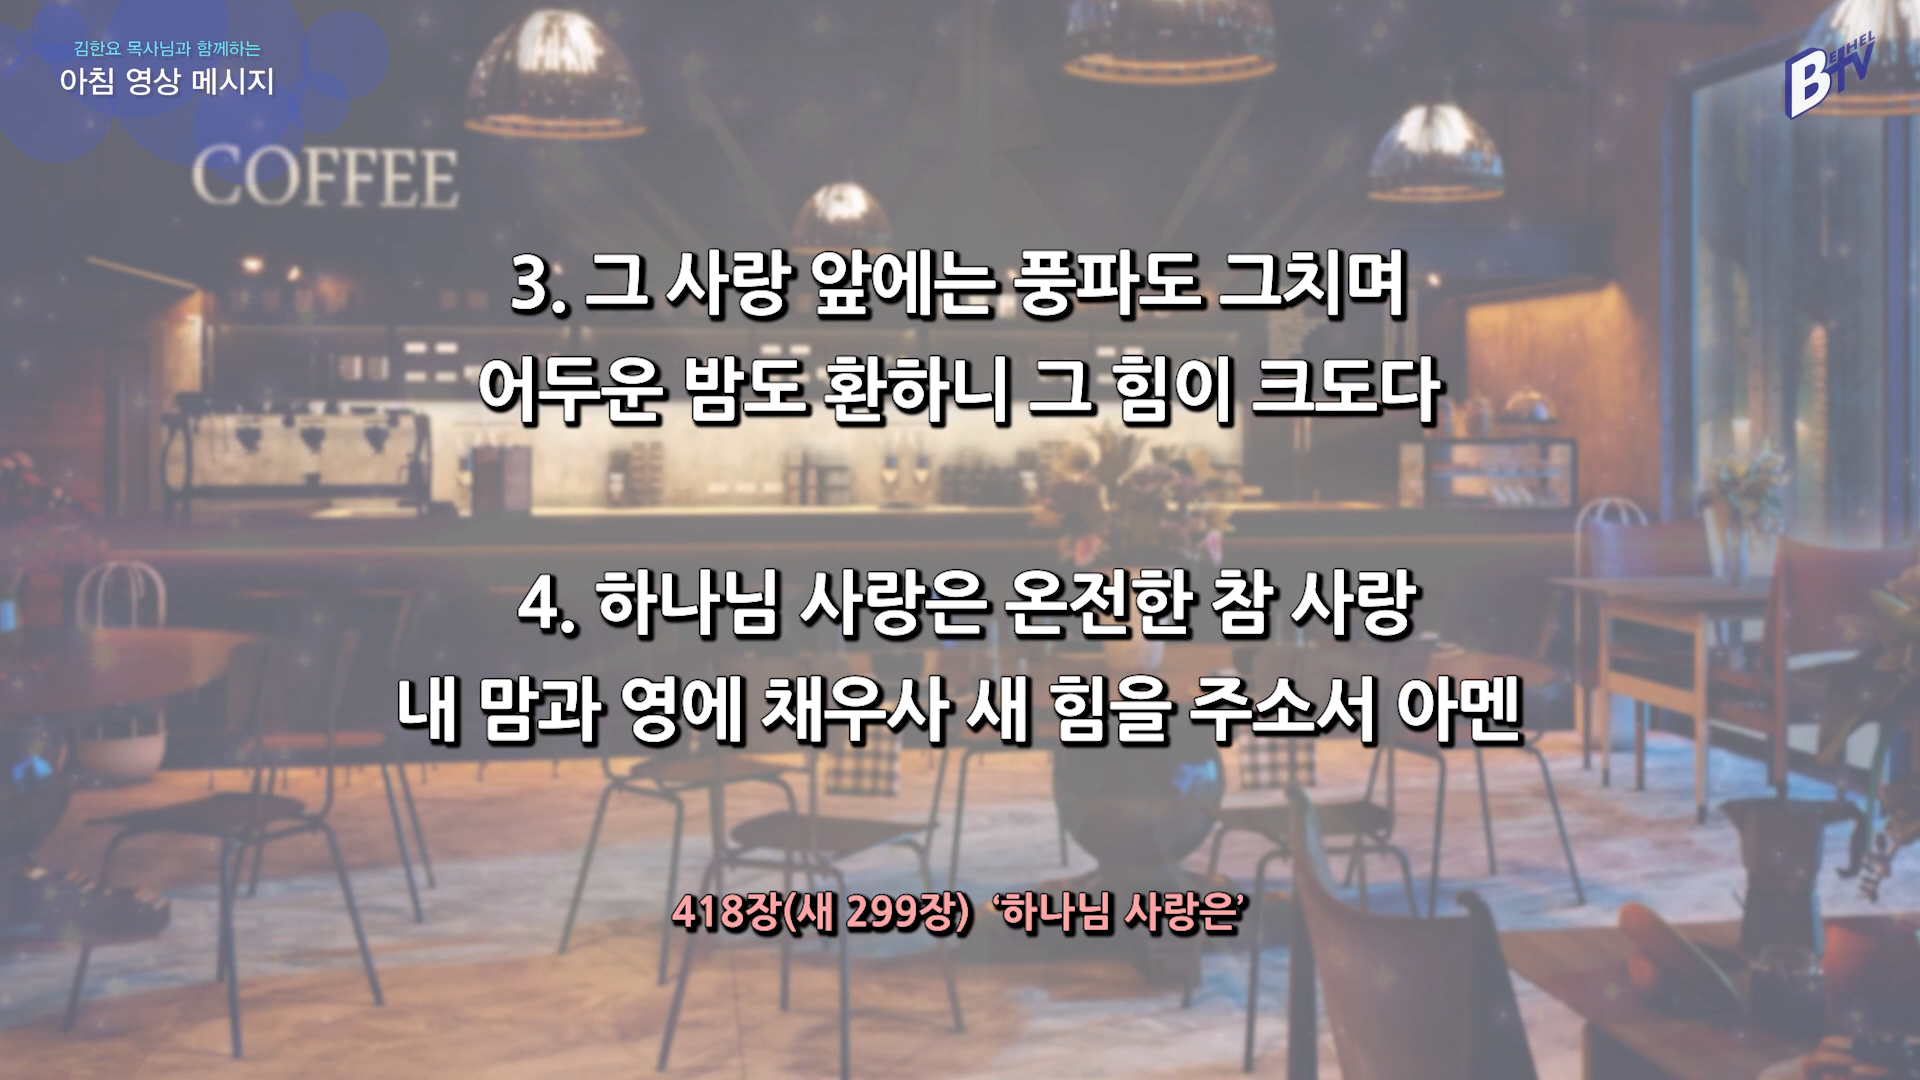 김한요 목사님과 함께하는
아침 영상 메시지
BETHEL
BTV
COFFEE
3. 그 사랑 앞에는 풍파도 그치며
어두운 밤도 환하니 그 힘이 크도다
4. 하나님 사랑은 온전한 참 사랑
내 맘과 영에 채우사 새 힘을 주소서 아멘
418장(새 299장) ‘하나님 사랑은’